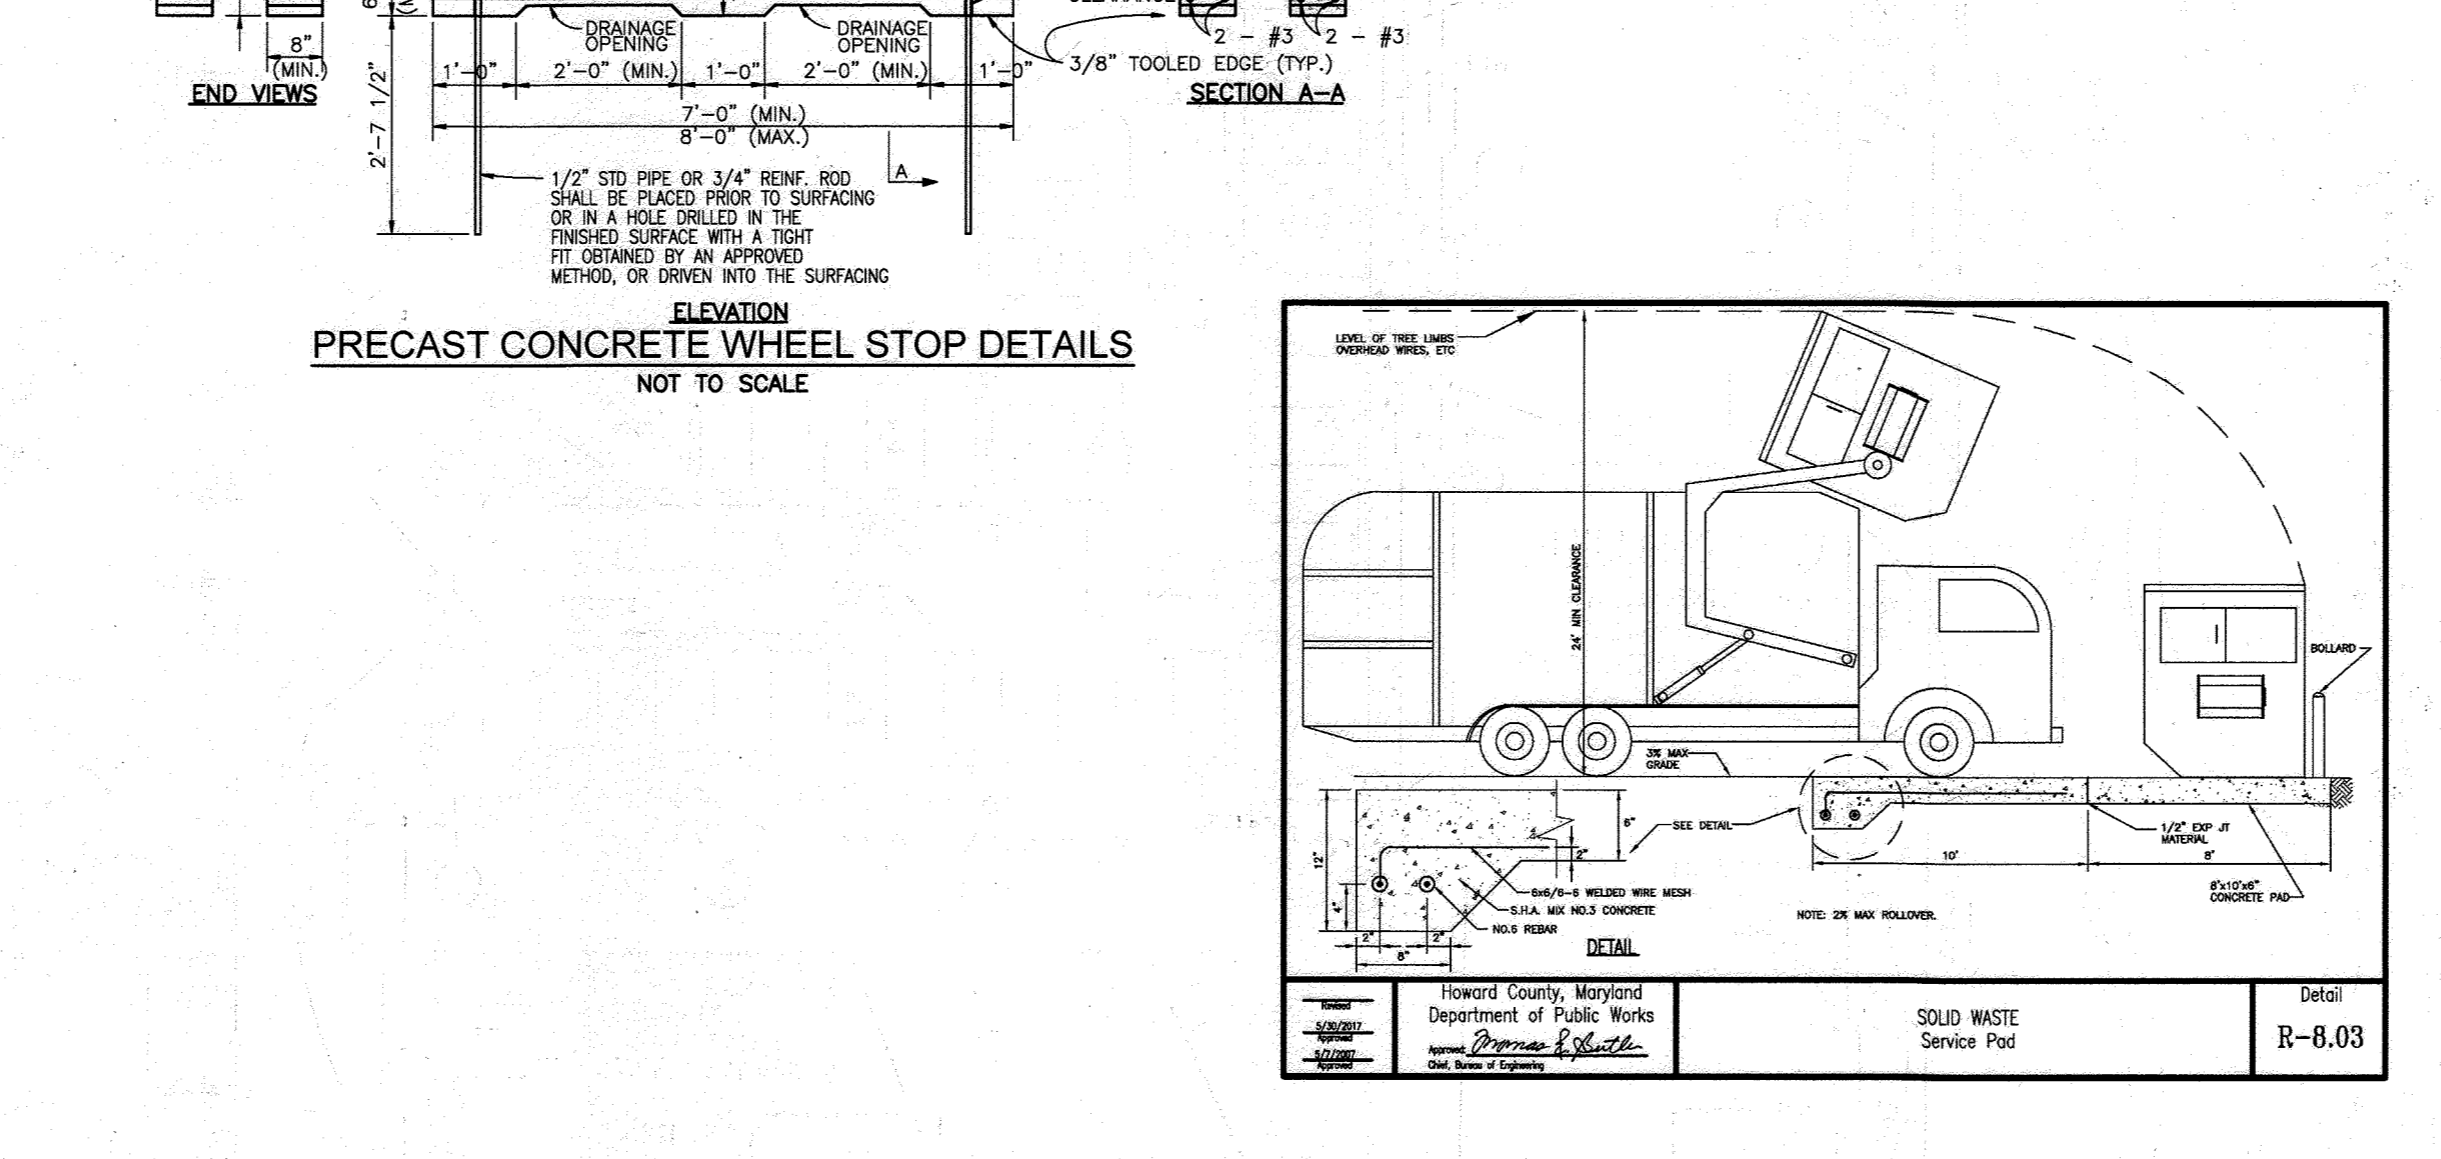 DRAINAGE
OPENING
DRAINAGE
OPENING
2 - #3
2 - #3
8"
(MIN.)
END VIEWS
1'-0"
2'-0" (MIN.)
1'-0"
2'-0" (MIN.)
1'-0"
3/8" TOOLED EDGE (TYP.)
SECTION A-A
2'-7 1/2"
7'-0" (MIN.)
8'-0" (MAX.)
A
1/2" STD PIPE OR 3/4" REINF. ROD
SHALL BE PLACED PRIOR TO SURFACING
OR IN A HOLE DRILLED IN THE
FINISHED SURFACE WITH A TIGHT
FIT OBTAINED BY AN APPROVED
METHOD, OR DRIVEN INTO THE SURFACING
ELEVATION
PRECAST CONCRETE WHEEL STOP DETAILS
NOT TO SCALE
LEVEL OF TREE LIMBS
OVERHEAD WIRES, ETC
24' MIN CLEARANCE
BOLLARD
3% MAX
GRADE
6"
SEE DETAIL
1/2" EXP JT
MATERIAL
12"
2"
10'
8'
6x6/6-6 WELDED WIRE MESH
S.H.A. MIX NO.3 CONCRETE
NO.6 REBAR
4"
2"
2"
8"
8'x10'x6"
CONCRETE PAD
NOTE: 2% MAX ROLLOVER.
DETAIL
Revised
5/30/2017
Approved
5/7/2007
Approved
Howard County, Maryland
Department of Public Works
Approved: Thomas E. Butler
Chief, Bureau of Engineering
SOLID WASTE
Service Pad
Detail
R-8.03